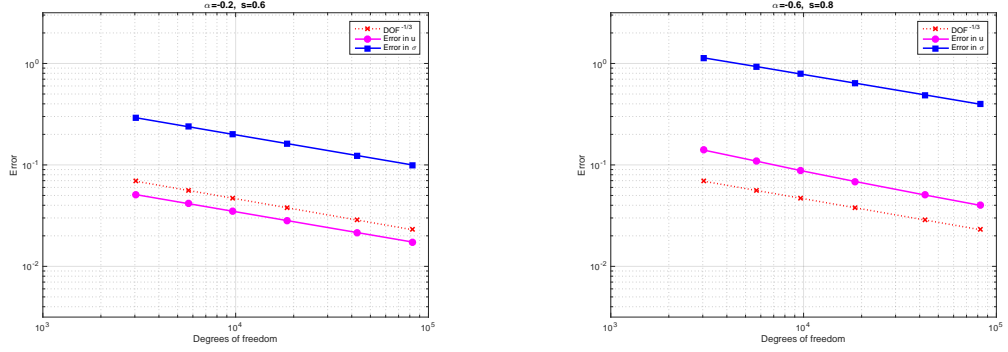 α=-0.2, s=0.6
DOF^-1/3
Error in u
Error in σ
Error
10^0
10^-1
10^-2
10^3
10^4
10^5
Degrees of freedom
α=-0.6, s=0.8
DOF^-1/3
Error in u
Error in σ
Error
10^0
10^-1
10^-2
10^3
10^4
10^5
Degrees of freedom